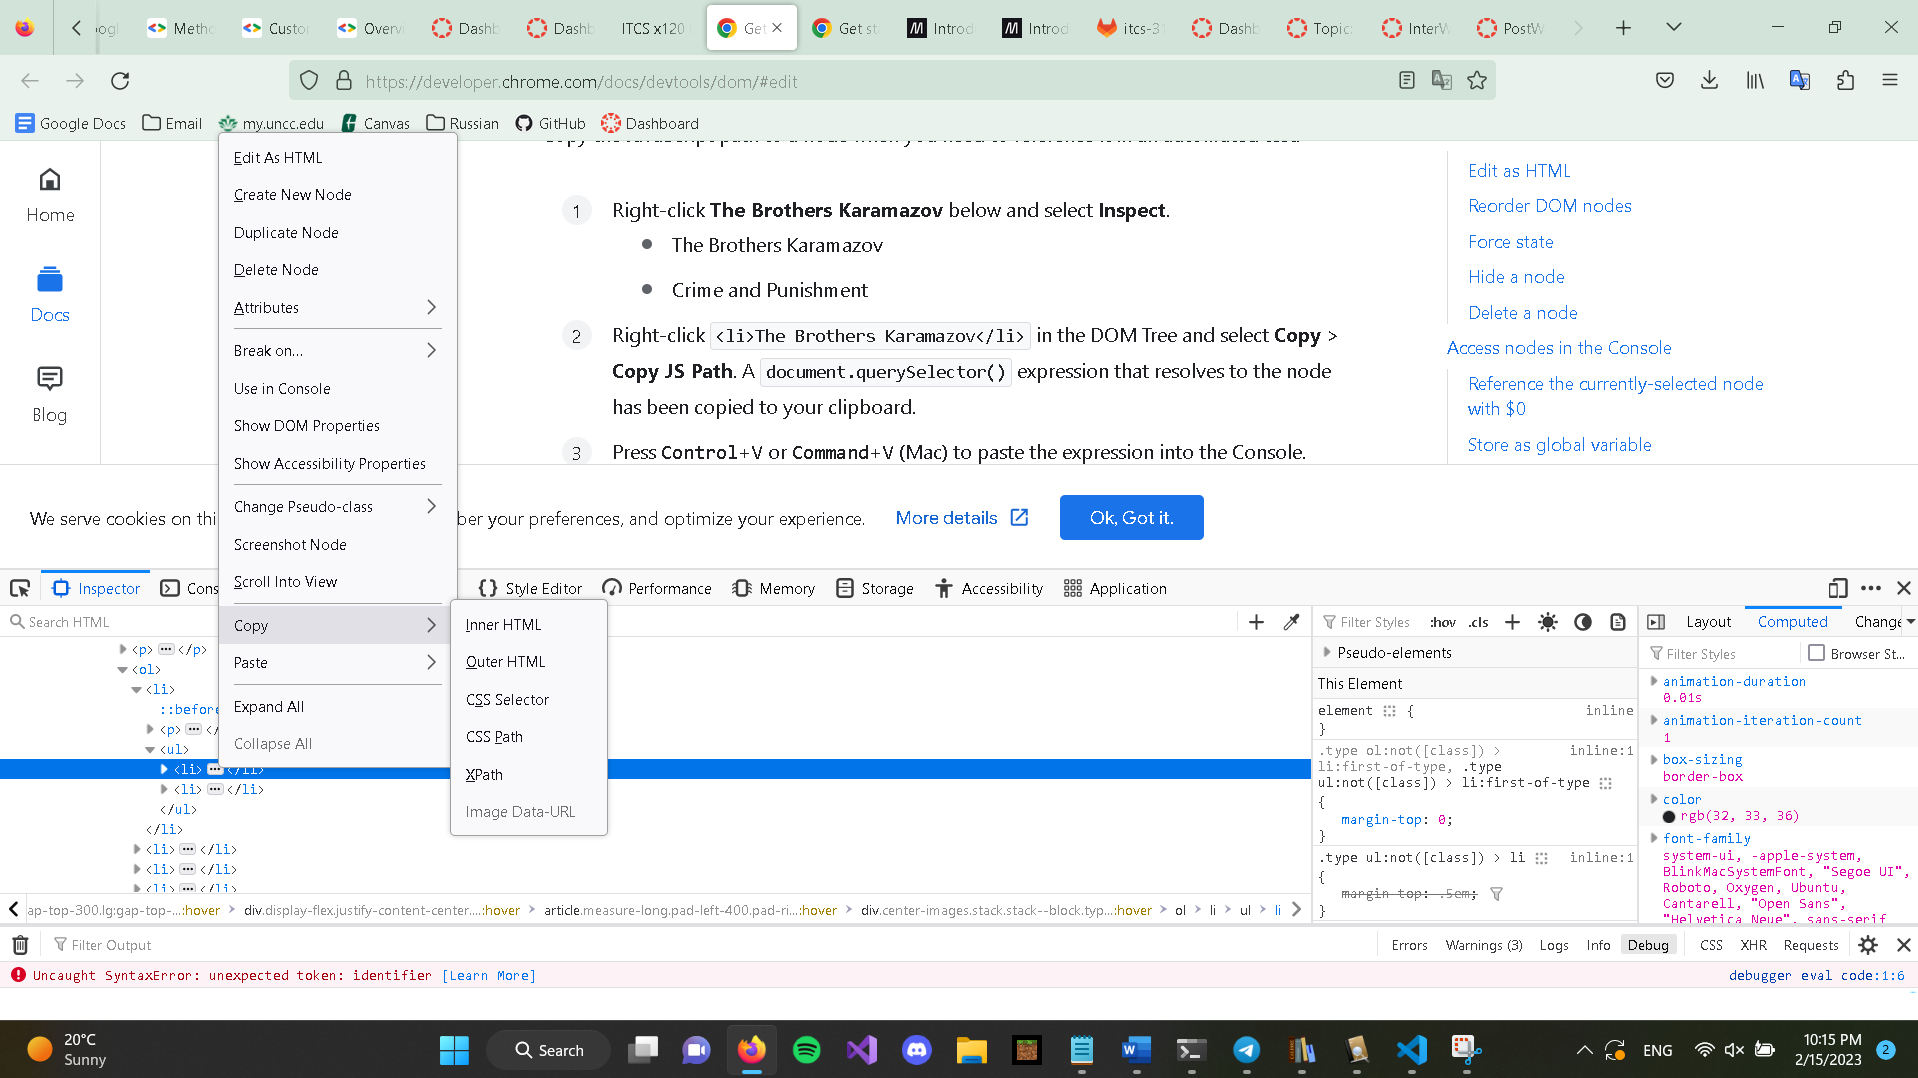 Metho
Custo
Overvi
Dashb
Dashb
ITCS x120
Get
Get st
Introd
Introd
itcs-31
Dashb
Topic:
InterW
PostW
https://developer.chrome.com/docs/devtools/dom/#edit
Google Docs
Email
my.uncc.edu
Canvas
Russian
GitHub
Dashboard
Home
Docs
Blog
1 Right-click The Brothers Karamazov below and select Inspect.
The Brothers Karamazov
Crime and Punishment
2 Right-click <li>The Brothers Karamazov</li> in the DOM Tree and select Copy >
Copy JS Path. A document.querySelector() expression that resolves to the node
has been copied to your clipboard.
3 Press Control+V or Command+V (Mac) to paste the expression into the Console.
Edit as HTML
Reorder DOM nodes
Force state
Hide a node
Delete a node
Access nodes in the Console
Reference the currently-selected node
with $0
Store as global variable
We serve cookies on thi
ber your preferences, and optimize your experience.
More details
Ok, Got it.
Edit As HTML
Create New Node
Duplicate Node
Delete Node
Attributes
Break on...
Use in Console
Show DOM Properties
Show Accessibility Properties
Change Pseudo-class
Screenshot Node
Scroll Into View
Copy
Paste
Expand All
Collapse All
Inner HTML
Outer HTML
CSS Selector
CSS Path
XPath
Image Data-URL
Inspector
Cons
Style Editor
Performance
Memory
Storage
Accessibility
Application
Search HTML
<p> ••• </p>
<ol>
<li>
::before
<p> ••• </
<ul>
<li> ••• </li>
<li> ••• </li>
</ul>
</li>
<li> ••• </li>
<li> ••• </li>
<li> ••• </li>
ap-top-300.lg:gap-top-...:hover
div.display-flex.justify-content-center....:hover
article.measure-long.pad-left-400.pad-ri...:hover
div.center-images.stack.stack--block.typ...:hover
ol
li
ul
li
Filter Styles
:hov
.cls
Pseudo-elements
This Element
element { inline
}
.type ol:not([class]) > inline:1
li:first-of-type, .type
ul:not([class]) > li:first-of-type
{
margin-top: 0;
}
.type ul:not([class]) > li inline:1
{
margin-top: .5em;
}
Layout
Computed
Change
Filter Styles
Browser St...
animation-duration
0.01s
animation-iteration-count
1
box-sizing
border-box
color
rgb(32, 33, 36)
font-family
system-ui, -apple-system,
BlinkMacSystemFont, "Segoe UI",
Roboto, Oxygen, Ubuntu,
Cantarell, "Open Sans",
"Helvetica Neue", sans-serif
Filter Output
Errors
Warnings (3)
Logs
Info
Debug
CSS
XHR
Requests
Uncaught SyntaxError: unexpected token: identifier [Learn More]
debugger eval code:1:6
20°C
Sunny
Search
ENG
10:15 PM
2/15/2023
2